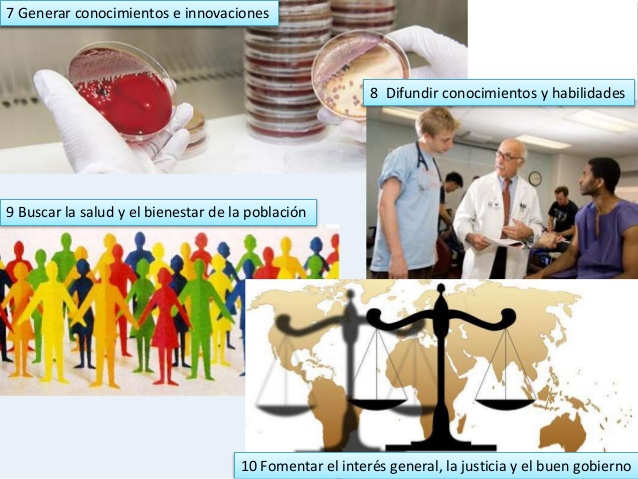 7 Generar conocimientos e innovaciones
8 Difundir conocimientos y habilidades
9 Buscar la salud y el bienestar de la población
10 Fomentar el interés general, la justicia y el buen gobierno